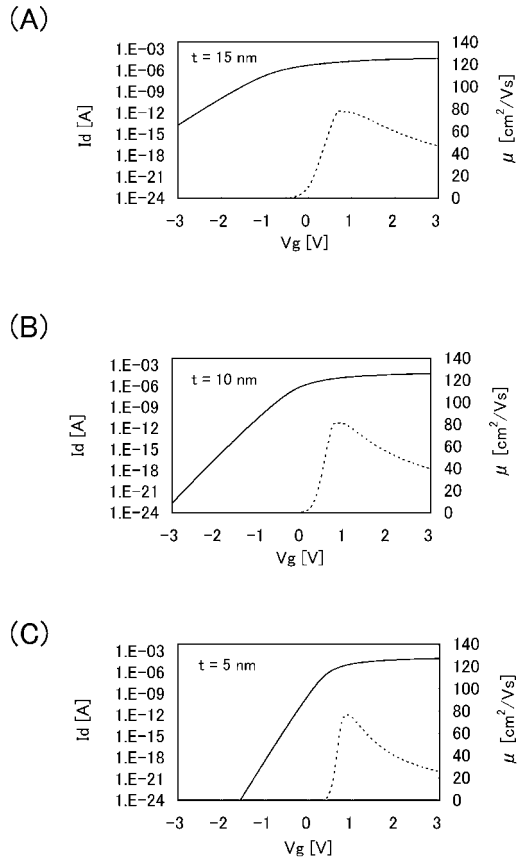 (A)
t = 15 nm
Id [A]
1.E−03
1.E−06
1.E−09
1.E−12
1.E−15
1.E−18
1.E−21
1.E−24
−3 −2 −1 0 1 2 3
Vg [V]
140
120
100
80
60
40
20
0
μ [cm²/Vs]
(B)
t = 10 nm
Id [A]
1.E−03
1.E−06
1.E−09
1.E−12
1.E−15
1.E−18
1.E−21
1.E−24
−3 −2 −1 0 1 2 3
Vg [V]
140
120
100
80
60
40
20
0
μ [cm²/Vs]
(C)
t = 5 nm
Id [A]
1.E−03
1.E−06
1.E−09
1.E−12
1.E−15
1.E−18
1.E−21
1.E−24
−3 −2 −1 0 1 2 3
Vg [V]
140
120
100
80
60
40
20
0
μ [cm²/Vs]